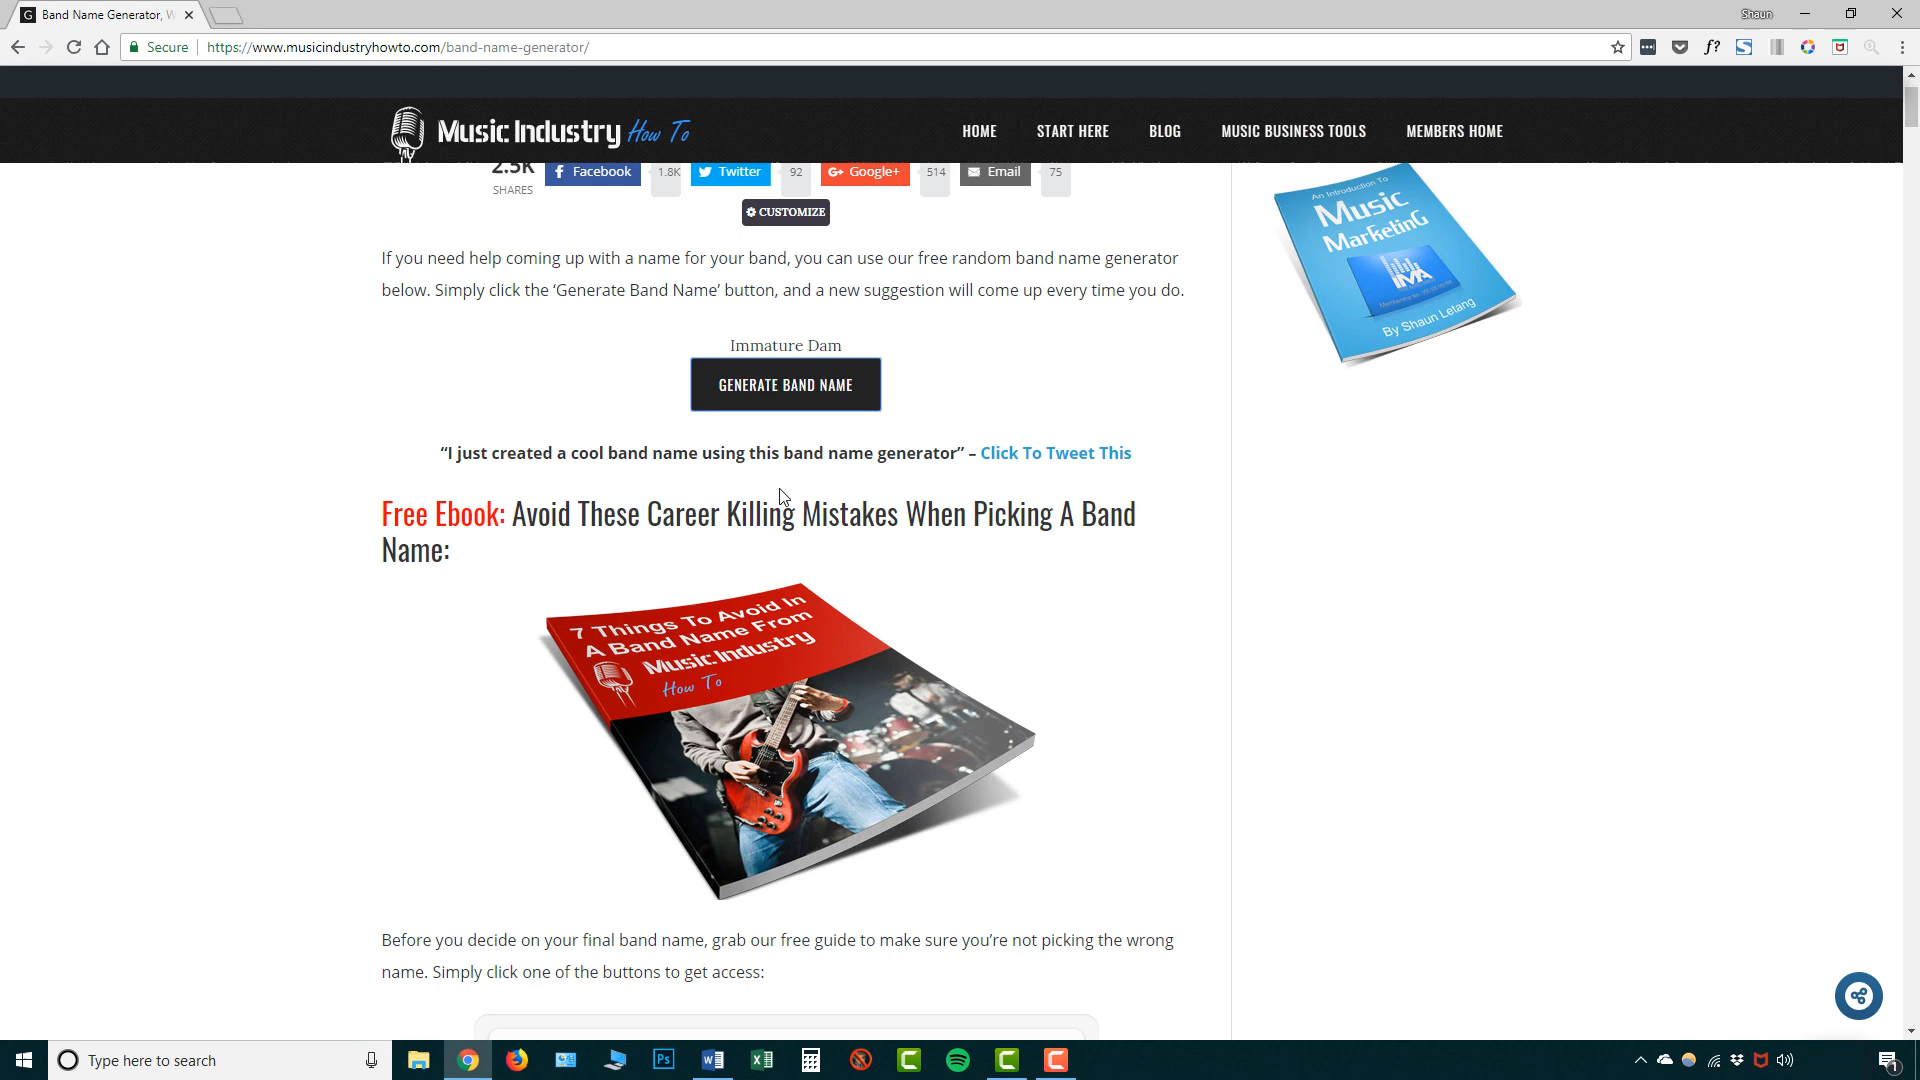 Band Name Generator, W
Shaun
Secure
https://www.musicindustryhowto.com/band-name-generator/
Music Industry How To
HOME
START HERE
BLOG
MUSIC BUSINESS TOOLS
MEMBERS HOME
2.5K
SHARES
Facebook
1.8K
Twitter
92
Google+
514
Email
75
CUSTOMIZE
If you need help coming up with a name for your band, you can use our free random band name generator
below. Simply click the ‘Generate Band Name’ button, and a new suggestion will come up every time you do.
Immature Dam
GENERATE BAND NAME
“I just created a cool band name using this band name generator” – Click To Tweet This
Free Ebook: Avoid These Career Killing Mistakes When Picking A Band
Name:
7 Things To Avoid In
A Band Name From
Music Industry
How To
Before you decide on your final band name, grab our free guide to make sure you’re not picking the wrong
name. Simply click one of the buttons to get access:
An Introduction To
Music
Marketing
IMA
By Shaun Letang
Type here to search